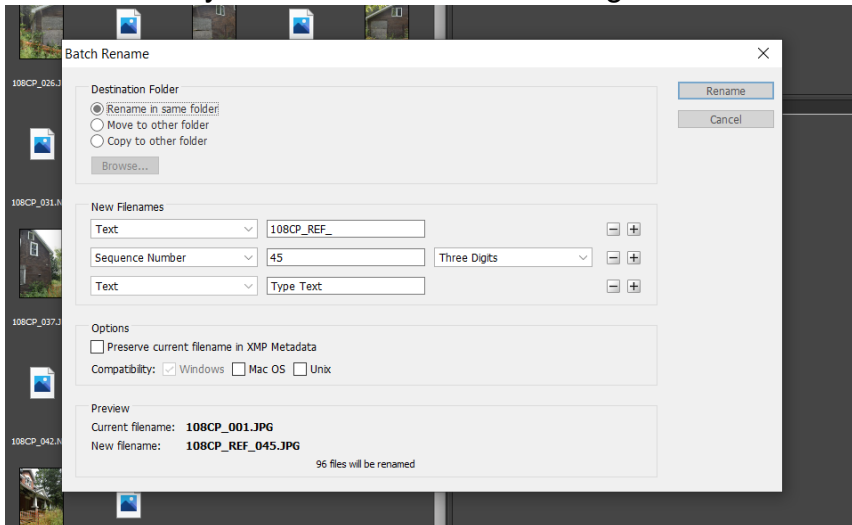 Batch Rename
108CP_026.J
Destination Folder
Rename in same folder
Move to other folder
Copy to other folder
Browse...
Rename
Cancel
108CP_031.N
New Filenames
Text 108CP_REF_
Sequence Number 45 Three Digits
Text Type Text
108CP_037.J
Options
Preserve current filename in XMP Metadata
Compatibility: Windows Mac OS Unix
Preview
Current filename: 108CP_001.JPG
108CP_042.N
New filename: 108CP_REF_045.JPG
96 files will be renamed